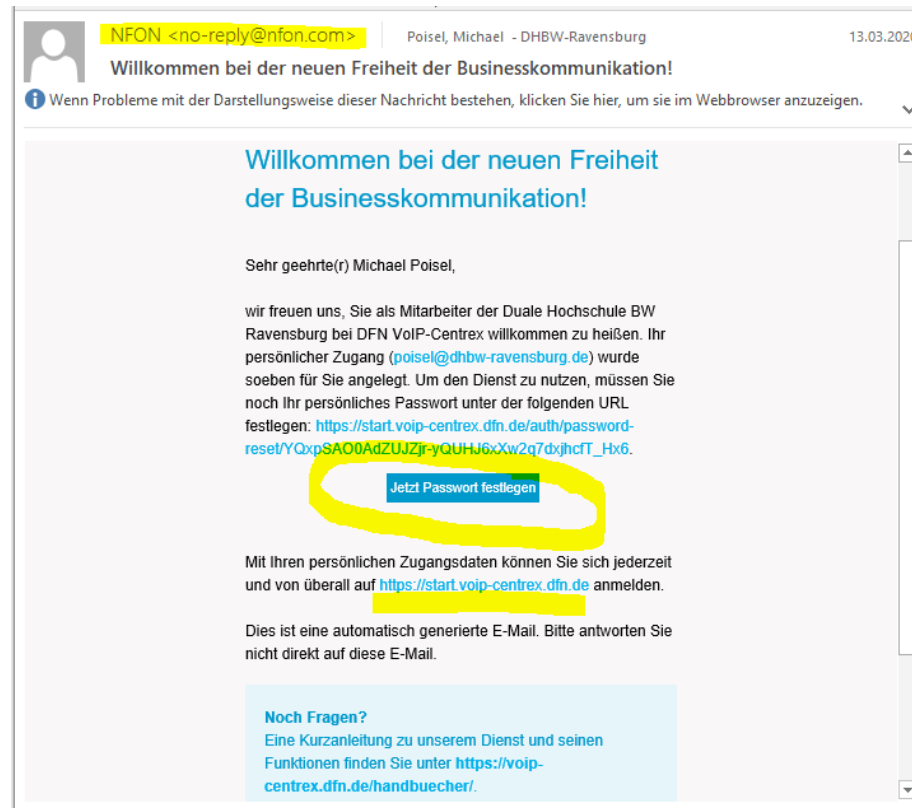 NFON <no-reply@nfon.com> Poisel, Michael - DHBW-Ravensburg 13.03.2020
Willkommen bei der neuen Freiheit der Businesskommunikation!
Wenn Probleme mit der Darstellungsweise dieser Nachricht bestehen, klicken Sie hier, um sie im Webbrowser anzuzeigen.
Willkommen bei der neuen Freiheit
der Businesskommunikation!
Sehr geehrte(r) Michael Poisel,
wir freuen uns, Sie als Mitarbeiter der Duale Hochschule BW
Ravensburg bei DFN VoIP-Centrex willkommen zu heißen. Ihr
persönlicher Zugang (poisel@dhbw-ravensburg.de) wurde
soeben für Sie angelegt. Um den Dienst zu nutzen, müssen Sie
noch Ihr persönliches Passwort unter der folgenden URL
festlegen: https://start.voip-centrex.dfn.de/auth/password-
reset/YQxpSAO0AdZUJZjr-yQUHJ6xXw2q7dxjhcfT_Hx6.
Jetzt Passwort festlegen
Mit Ihren persönlichen Zugangsdaten können Sie sich jederzeit
und von überall auf https://start.voip-centrex.dfn.de anmelden.
Dies ist eine automatisch generierte E-Mail. Bitte antworten Sie
nicht direkt auf diese E-Mail.
Noch Fragen?
Eine Kurzanleitung zu unserem Dienst und seinen
Funktionen finden Sie unter https://voip-
centrex.dfn.de/handbuecher/.